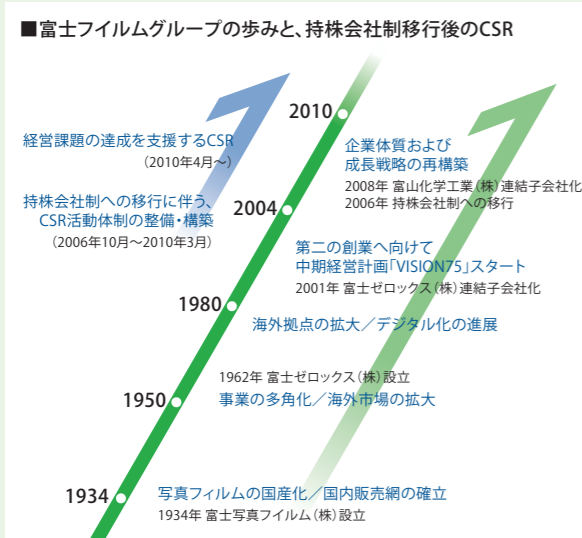 ■富士フイルムグループの歩みと、持株会社制移行後のCSR
2010
経営課題の達成を支援するCSR
（2010年4月～）
企業体質および
成長戦略の再構築
2008年 富山化学工業（株）連結子会社化
2006年 持株会社制への移行
持株会社制への移行に伴う、
CSR活動体制の整備・構築
（2006年10月～2010年3月）
2004
第二の創業へ向けて
中期経営計画「VISION75」スタート
2001年 富士ゼロックス（株）連結子会社化
1980
海外拠点の拡大／デジタル化の進展
1962年 富士ゼロックス（株）設立
1950
事業の多角化／海外市場の拡大
1934
写真フィルムの国産化／国内販売網の確立
1934年 富士写真フイルム（株）設立